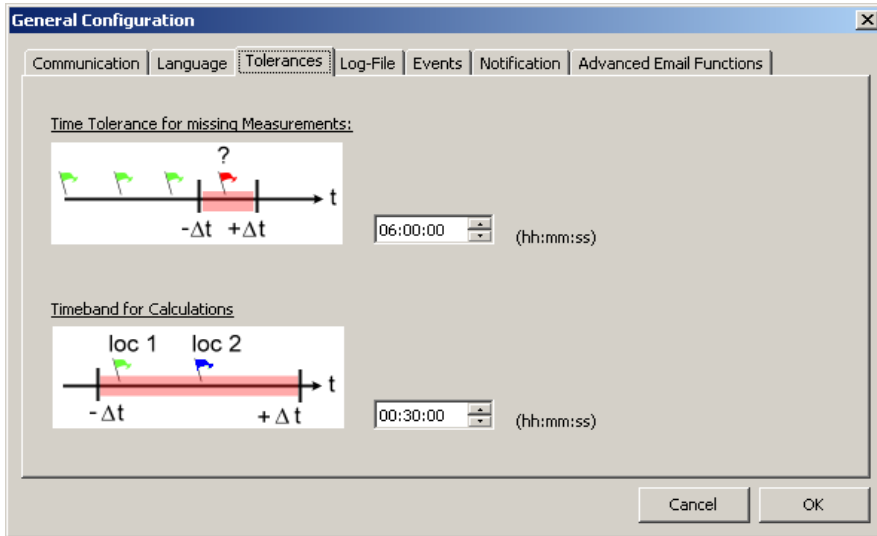 General Configuration
Communication Language Tolerances Log-File Events Notification Advanced Email Functions
Time Tolerance for missing Measurements:
?
t
-Δt +Δt
06:00:00 (hh:mm:ss)
Timeband for Calculations
loc 1 loc 2
t
-Δt +Δt
00:30:00 (hh:mm:ss)
Cancel OK